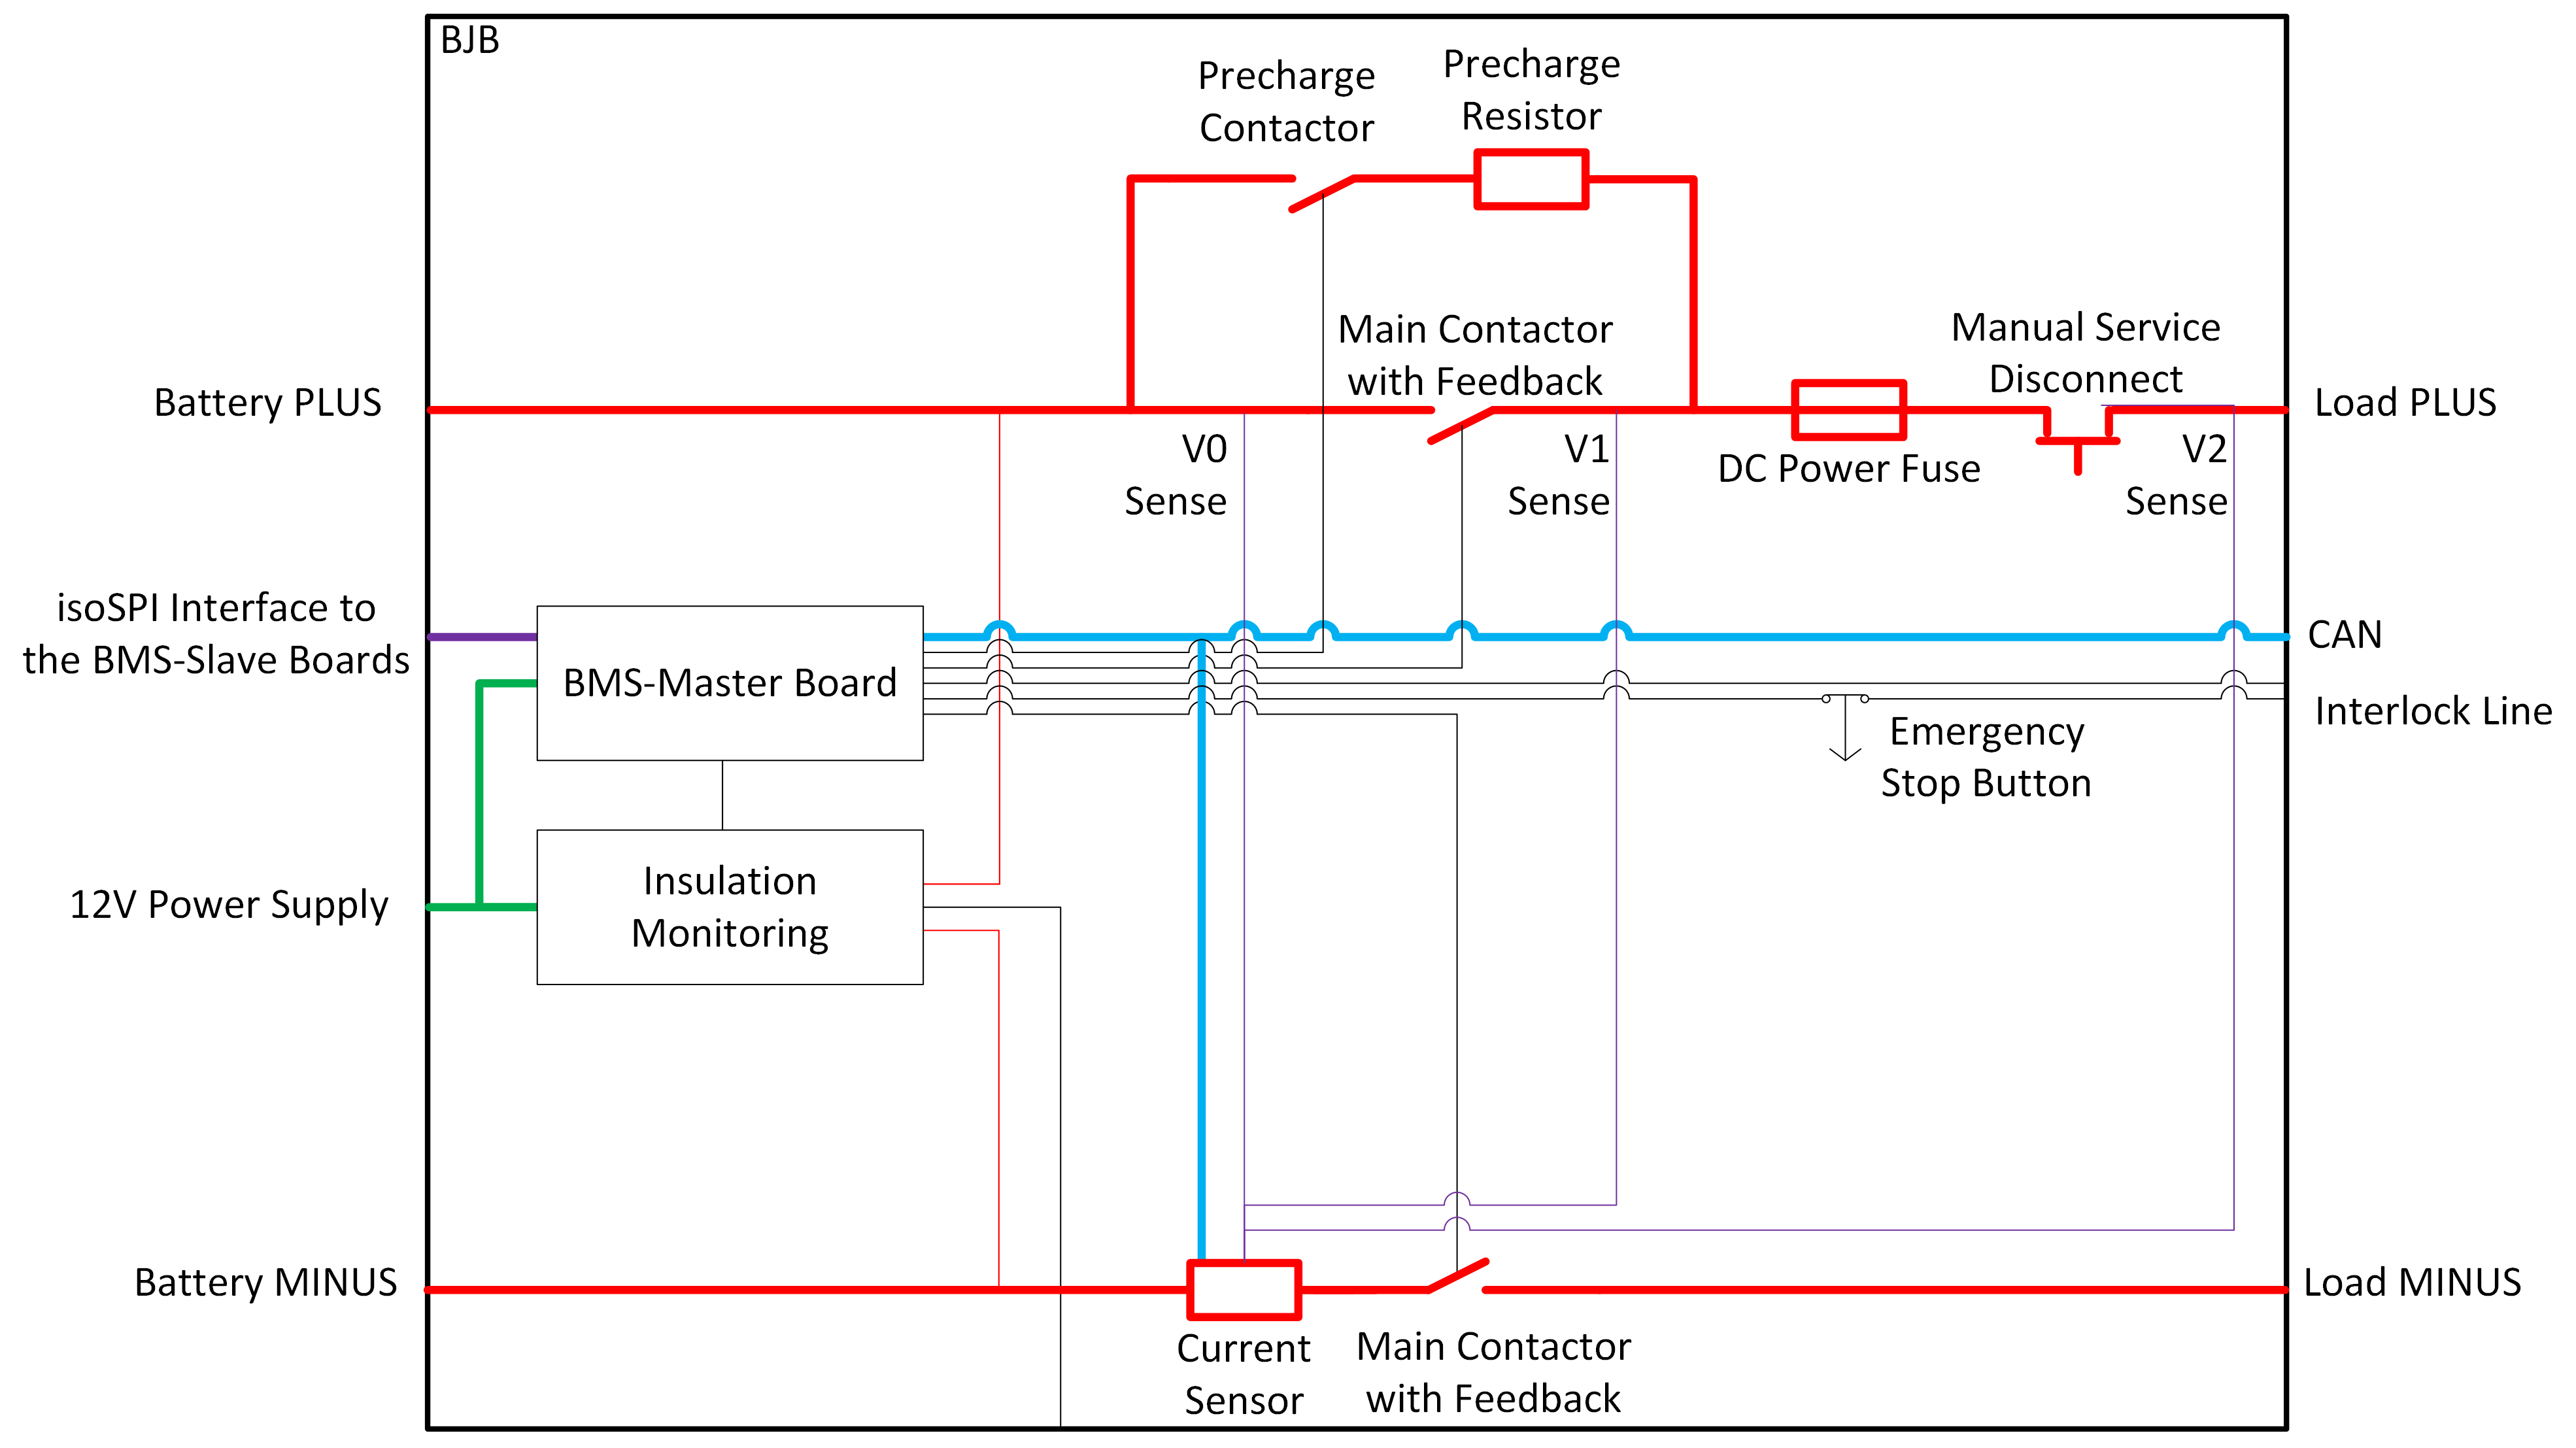 BJB
Precharge
Contactor
Precharge
Resistor
Main Contactor
with Feedback
Manual Service
Disconnect
Battery PLUS
Load PLUS
V0
Sense
V1
Sense
DC Power Fuse
V2
Sense
isoSPI Interface to
the BMS-Slave Boards
BMS-Master Board
CAN
Interlock Line
Emergency
Stop Button
Insulation
Monitoring
12V Power Supply
Battery MINUS
Load MINUS
Current
Sensor
Main Contactor
with Feedback